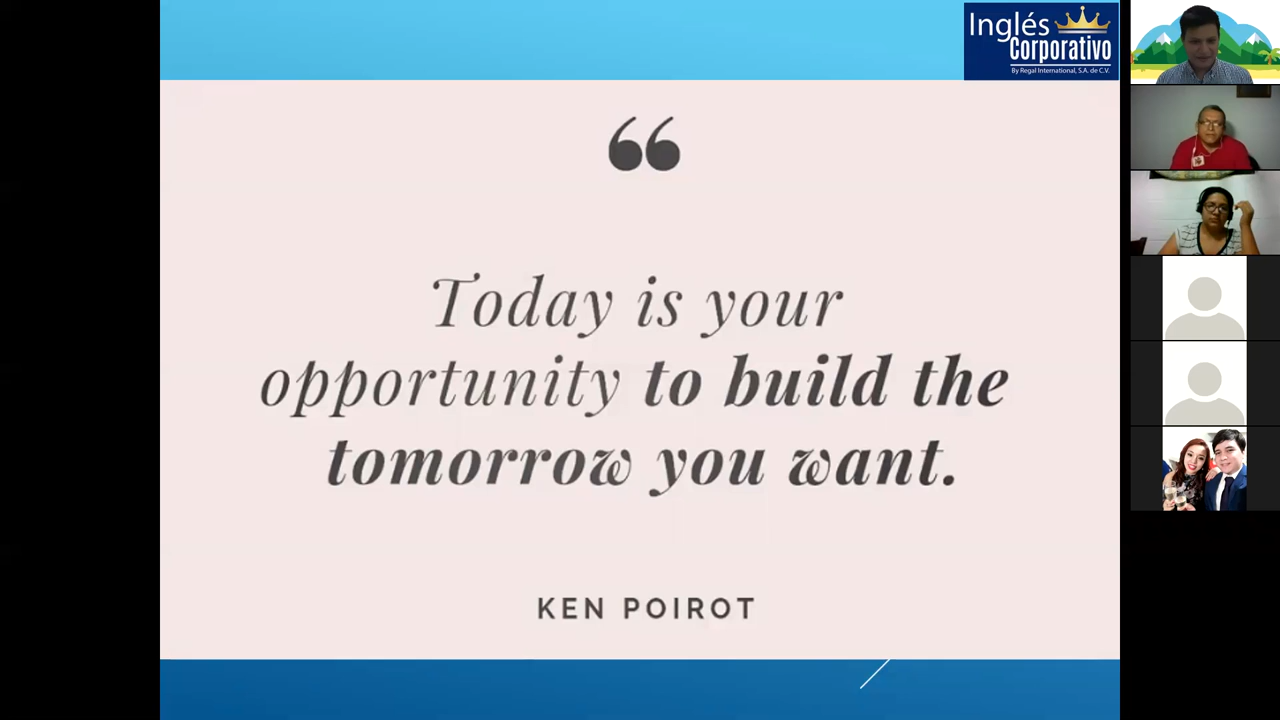 Inglés
Corporativo
By Regal International, S.A. de C.V.
“
Today is your
opportunity to build the
tomorrow you want.
KEN POIROT